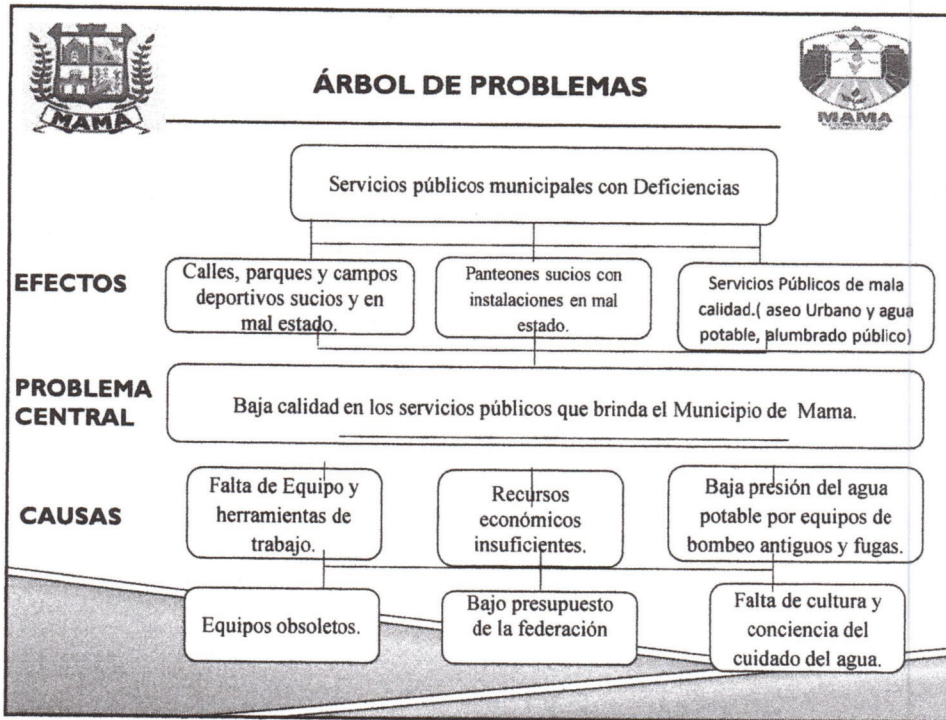 MAMA
ÁRBOL DE PROBLEMAS
MAMA
Servicios públicos municipales con Deficiencias
EFECTOS
Calles, parques y campos
deportivos sucios y en
mal estado.
Panteones sucios con
instalaciones en mal
estado.
Servicios Públicos de mala
calidad.( aseo Urbano y agua
potable, alumbrado público)
PROBLEMA
CENTRAL
Baja calidad en los servicios públicos que brinda el Municipio de Mama.
CAUSAS
Falta de Equipo y
herramientas de
trabajo.
Recursos
económicos
insuficientes.
Baja presión del agua
potable por equipos de
bombeo antiguos y fugas.
Equipos obsoletos.
Bajo presupuesto
de la federación
Falta de cultura y
conciencia del
cuidado del agua.